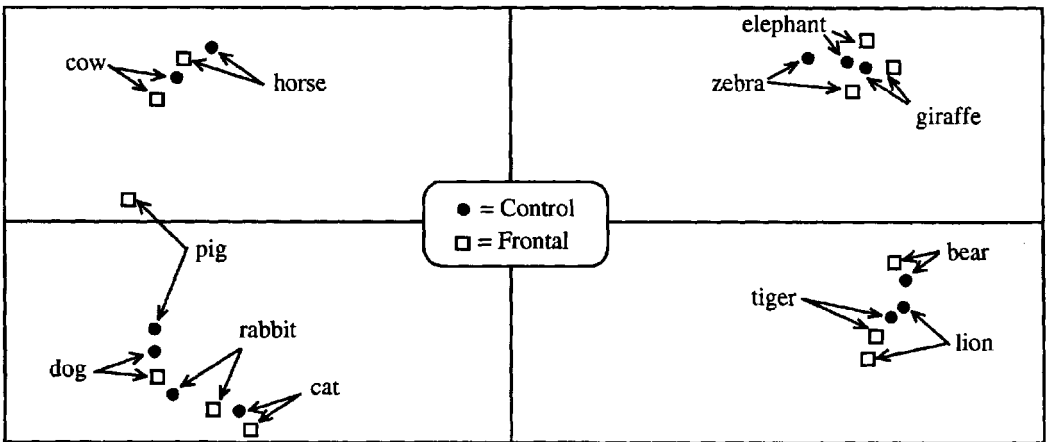 elephant
cow
horse
zebra
giraffe
● = Control
□ = Frontal
pig
bear
tiger
rabbit
lion
dog
cat